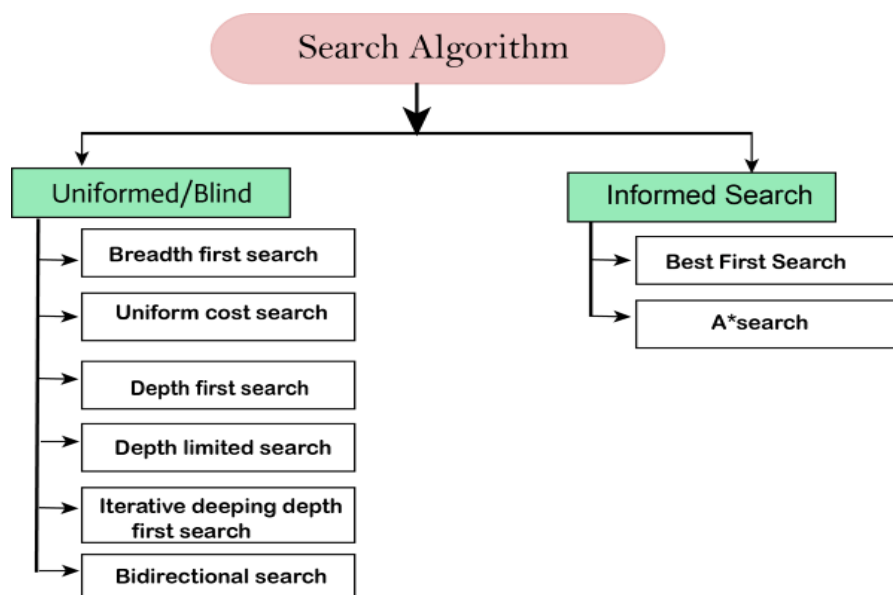 Search Algorithm
Uniformed/Blind
Breadth first search
Uniform cost search
Depth first search
Depth limited search
Iterative deeping depth
first search
Bidirectional search
Informed Search
Best First Search
A*search